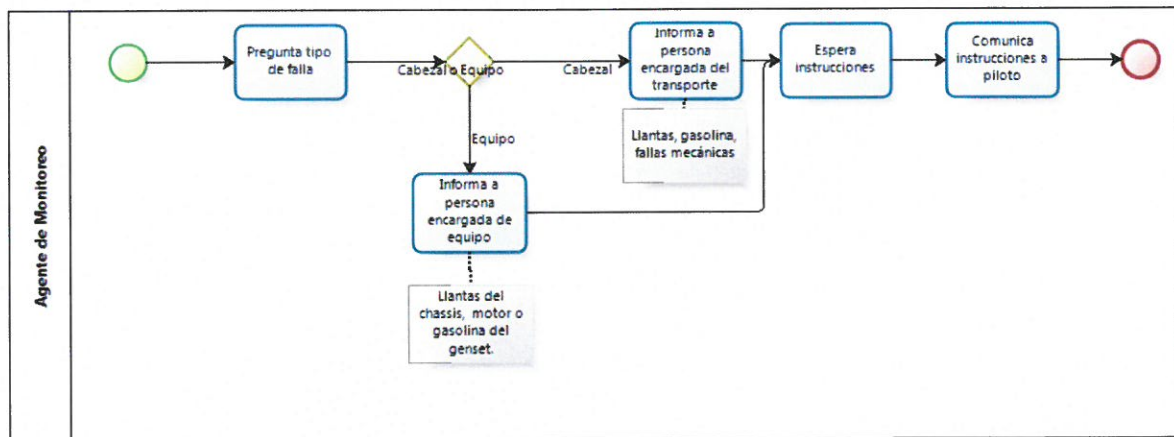 Agente de Monitoreo
Pregunta tipo
de falla
Cabezal o Equipo
Cabezal
Informa a
persona
encargada del
transporte
Espera
instrucciones
Comunica
instrucciones a
piloto
Llantas, gasolina,
fallas mecánicas
Equipo
Informa a
persona
encargada de
equipo
Llantas del
chassis, motor o
gasolina del
genset.